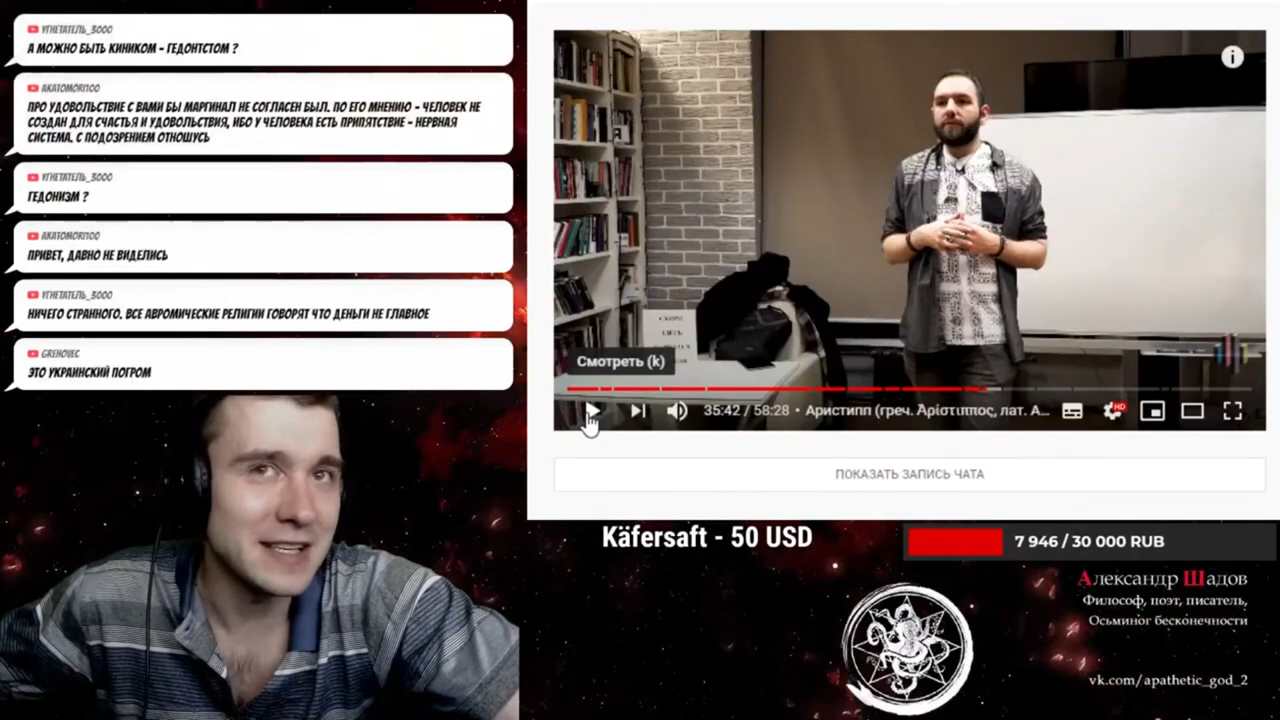 УГНЕТАТЕЛЬ_3000
А МОЖНО БЫТЬ КИНИКОМ - ГЕДОНТСТОМ ?
AKATOMORI100
ПРО УДОВОЛЬСТВИЕ С ВАМИ БЫ МАРГИНАЛ НЕ СОГЛАСЕН БЫЛ. ПО ЕГО МНЕНИЮ - ЧЕЛОВЕК НЕ
СОЗДАН ДЛЯ СЧАСТЬЯ И УДОВОЛЬСТВИЯ, ИБО У ЧЕЛОВЕКА ЕСТЬ ПРИПЯТСТВИЕ - НЕРВНАЯ
СИСТЕМА. С ПОДОЗРЕНИЕМ ОТНОШУСЬ
УГНЕТАТЕЛЬ_3000
ГЕДОНИЗМ ?
AKATOMORI100
ПРИВЕТ, ДАВНО НЕ ВИДЕЛИСЬ
УГНЕТАТЕЛЬ_3000
НИЧЕГО СТРАННОГО. ВСЕ АВРОМИЧЕСКИЕ РЕЛИГИИ ГОВОРЯТ ЧТО ДЕНЬГИ НЕ ГЛАВНОЕ
GREHOVEC
ЭТО УКРАИНСКИЙ ПОГРОМ
Смотреть (k)
35:42 / 58:28 • Аристипп (греч. Ἀρίστιππος, лат. A...
HD
ПОКАЗАТЬ ЗАПИСЬ ЧАТА
Käfersaft - 50 USD
7 946 / 30 000 RUB
Александр Шадов
Философ, поэт, писатель,
Осьминог бесконечности
vk.com/apathetic_god_2